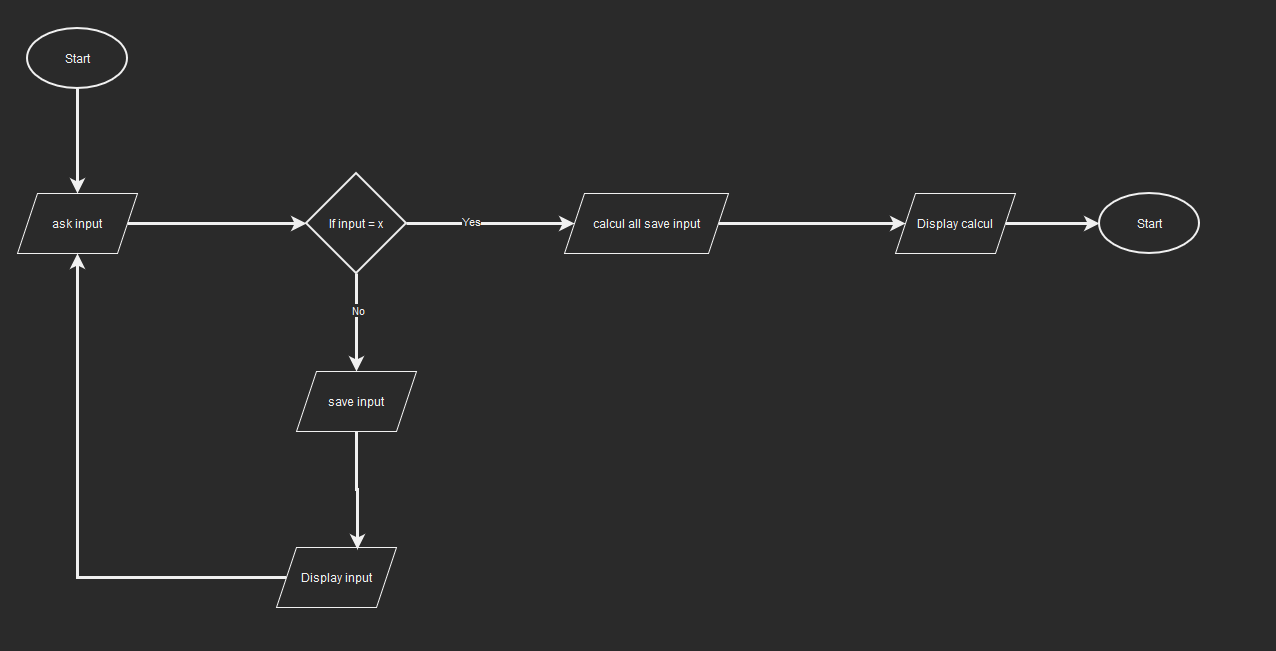 Start
ask input
If input = x
Yes
calcul all save input
Display calcul
Start
No
save input
Display input